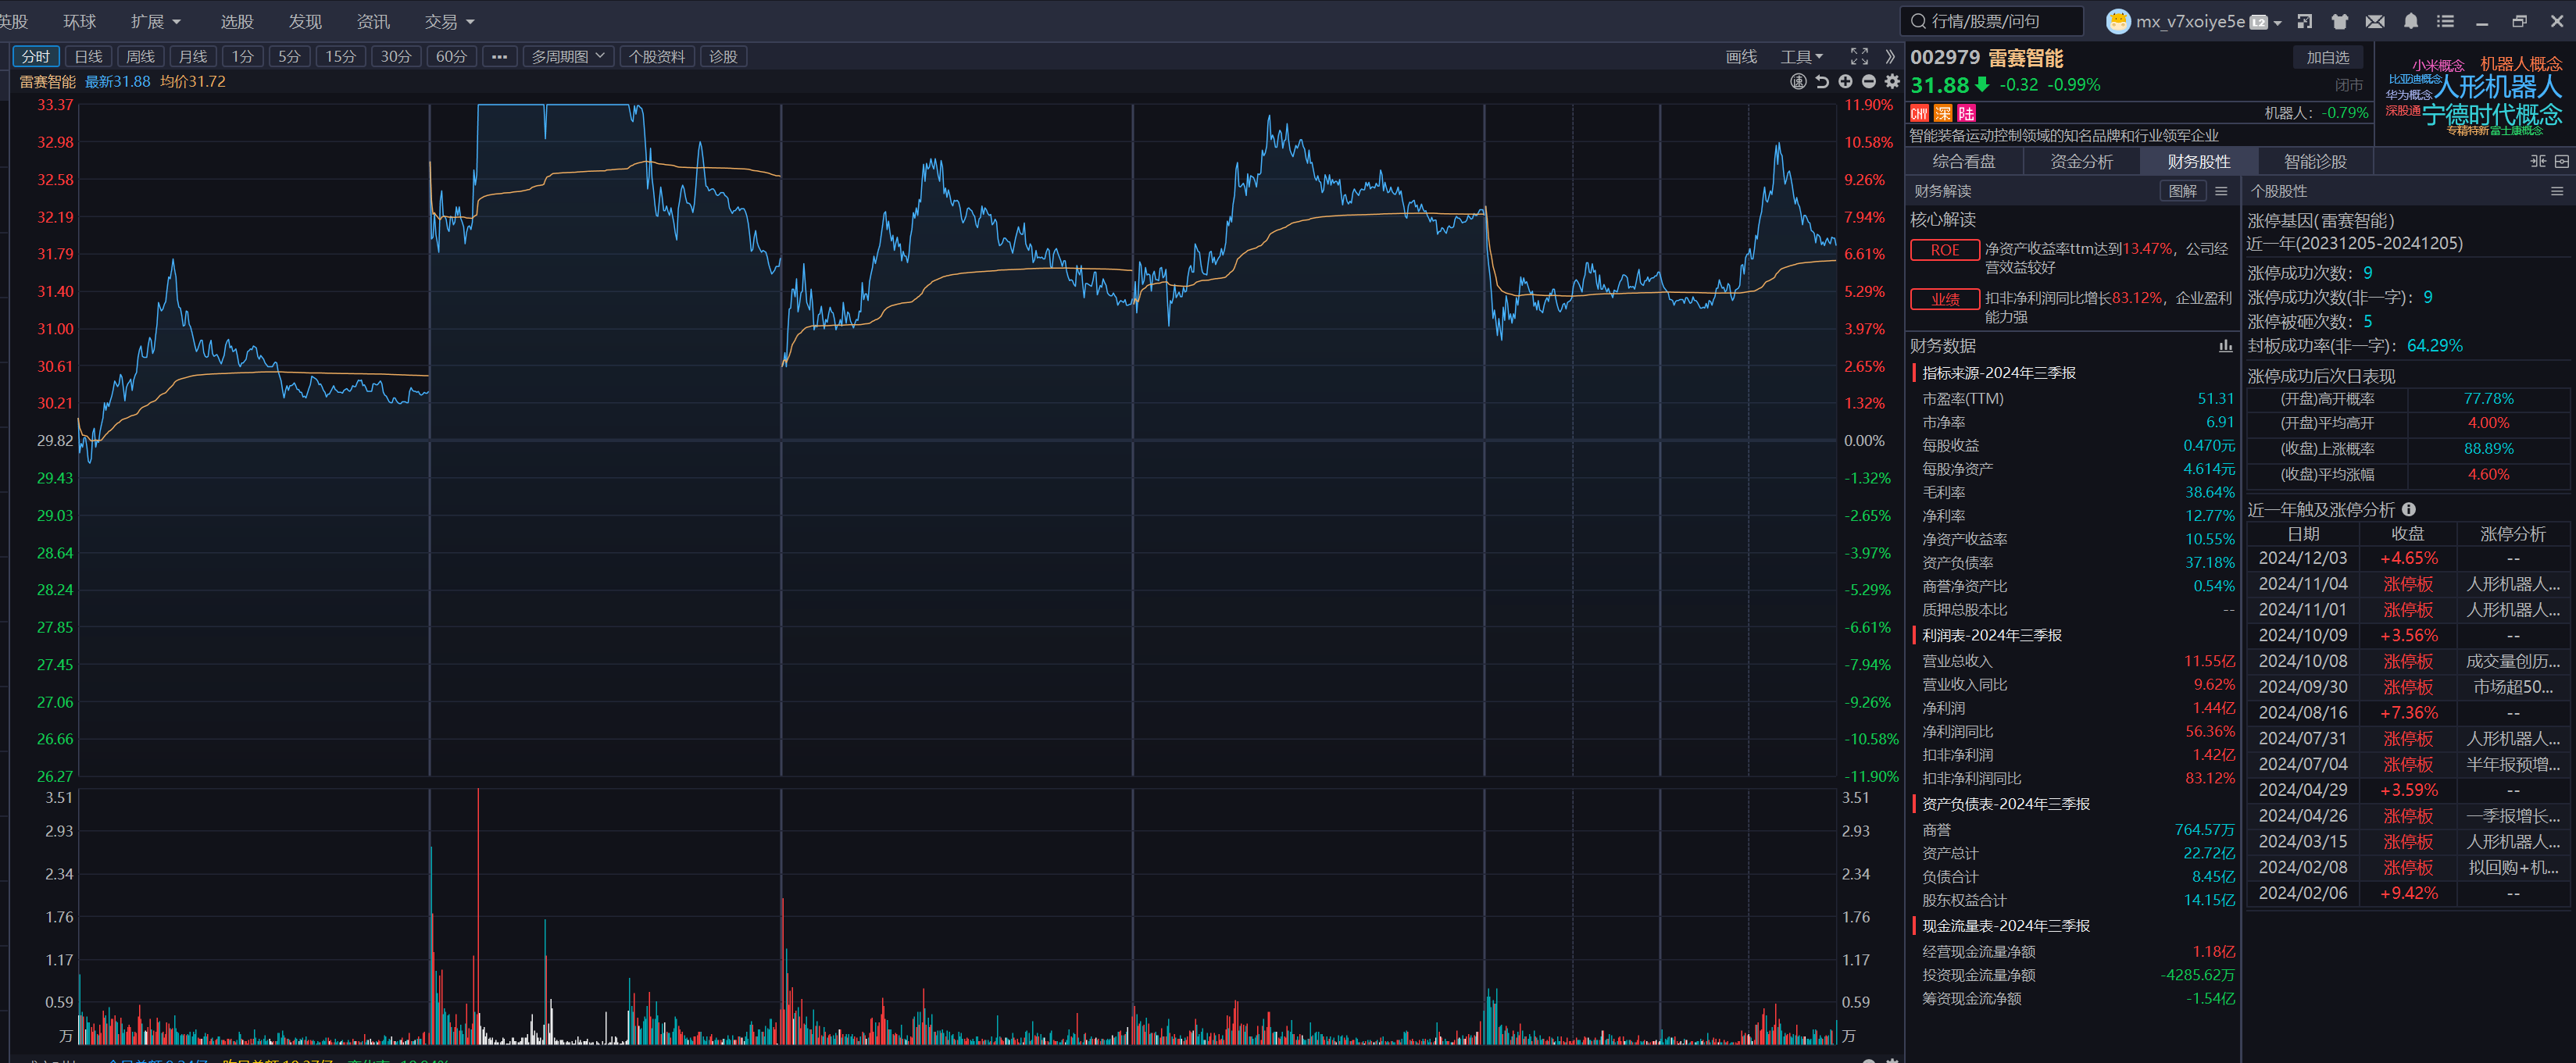 英股 环球 扩展 选股 发现 资讯 交易 行情/股票/问句 mx_v7xoiye5e L2
分时 日线 周线 月线 1分 5分 15分 30分 60分 ••• 多周期图 个股资料 诊股 画线 工具
雷赛智能 最新31.88 均价31.72
33.37 11.90%
32.98 10.58%
32.58 9.26%
32.19 7.94%
31.79 6.61%
31.40 5.29%
31.00 3.97%
30.61 2.65%
30.21 1.32%
29.82 0.00%
29.43 -1.32%
29.03 -2.65%
28.64 -3.97%
28.24 -5.29%
27.85 -6.61%
27.45 -7.94%
27.06 -9.26%
26.66 -10.58%
26.27 -11.90%
3.51 3.51
2.93 2.93
2.34 2.34
1.76 1.76
1.17 1.17
0.59 0.59
万 万
002979 雷赛智能 加自选
31.88 -0.32 -0.99% 闭市
CNY 深 陆 机器人: -0.79%
智能装备运动控制领域的知名品牌和行业领军企业
小米概念 机器人概念
比亚迪概念 人形机器人
华为概念
深股通 宁德时代概念
专精特新 富士康概念
综合看盘 资金分析 财务股性 智能诊股
财务解读 图解
核心解读
ROE 净资产收益率ttm达到13.47%，公司经
营效益较好
业绩 扣非净利润同比增长83.12%，企业盈利
能力强
财务数据
指标来源-2024年三季报
市盈率(TTM) 51.31
市净率 6.91
每股收益 0.470元
每股净资产 4.614元
毛利率 38.64%
净利率 12.77%
净资产收益率 10.55%
资产负债率 37.18%
商誉净资产比 0.54%
质押总股本比 --
利润表-2024年三季报
营业总收入 11.55亿
营业收入同比 9.62%
净利润 1.44亿
净利润同比 56.36%
扣非净利润 1.42亿
扣非净利润同比 83.12%
资产负债表-2024年三季报
商誉 764.57万
资产总计 22.72亿
负债合计 8.45亿
股东权益合计 14.15亿
现金流量表-2024年三季报
经营现金流量净额 1.18亿
投资现金流量净额 -4285.62万
筹资现金流净额 -1.54亿
个股股性
涨停基因(雷赛智能)
近一年(20231205-20241205)
涨停成功次数: 9
涨停成功次数(非一字): 9
涨停被砸次数: 5
封板成功率(非一字): 64.29%
涨停成功后次日表现
(开盘)高开概率 77.78%
(开盘)平均高开 4.00%
(收盘)上涨概率 88.89%
(收盘)平均涨幅 4.60%
近一年触及涨停分析
日期 收盘 涨停分析
2024/12/03 +4.65% --
2024/11/04 涨停板 人形机器人...
2024/11/01 涨停板 人形机器人...
2024/10/09 +3.56% --
2024/10/08 涨停板 成交量创历...
2024/09/30 涨停板 市场超50...
2024/08/16 +7.36% --
2024/07/31 涨停板 人形机器人...
2024/07/04 涨停板 半年报预增...
2024/04/29 +3.59% --
2024/04/26 涨停板 一季报增长...
2024/03/15 涨停板 人形机器人...
2024/02/08 涨停板 拟回购+机...
2024/02/06 +9.42% --